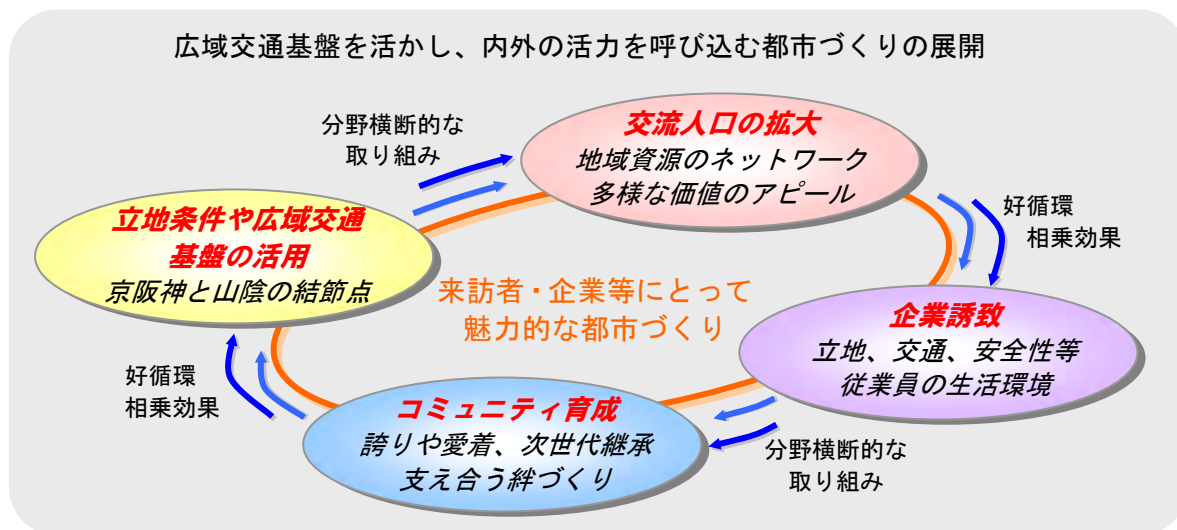 広域交通基盤を活かし、内外の活力を呼び込む都市づくりの展開
分野横断的な
取り組み
交流人口の拡大
地域資源のネットワーク
多様な価値のアピール
立地条件や広域交通
基盤の活用
京阪神と山陰の結節点
好循環
相乗効果
来訪者・企業等にとって
魅力的な都市づくり
企業誘致
立地、交通、安全性等
従業員の生活環境
好循環
相乗効果
コミュニティ育成
誇りや愛着、次世代継承
支え合う絆づくり
分野横断的な
取り組み